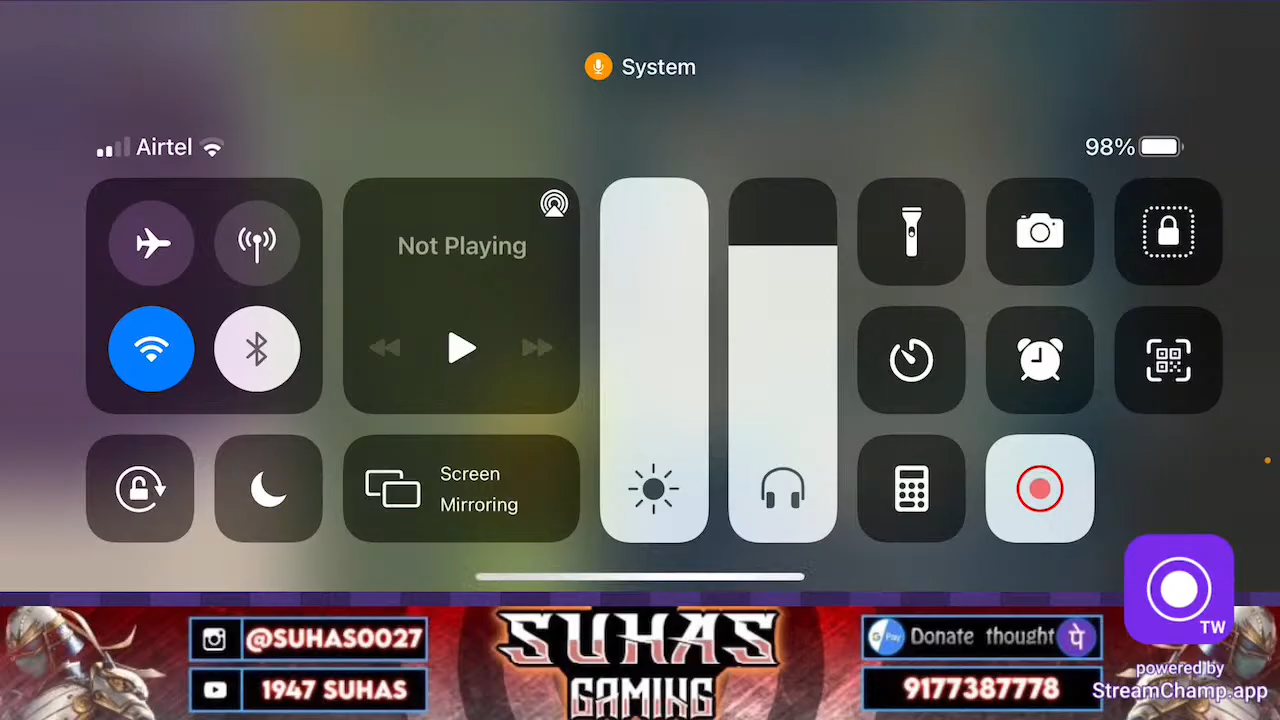 System
Airtel
98%
Not Playing
Screen
Mirroring
@SUHAS0027
1947 SUHAS
SUHAS
GAMING
G Pay
Donate thought
पे
9177387778
TW
powered by
StreamChamp.app